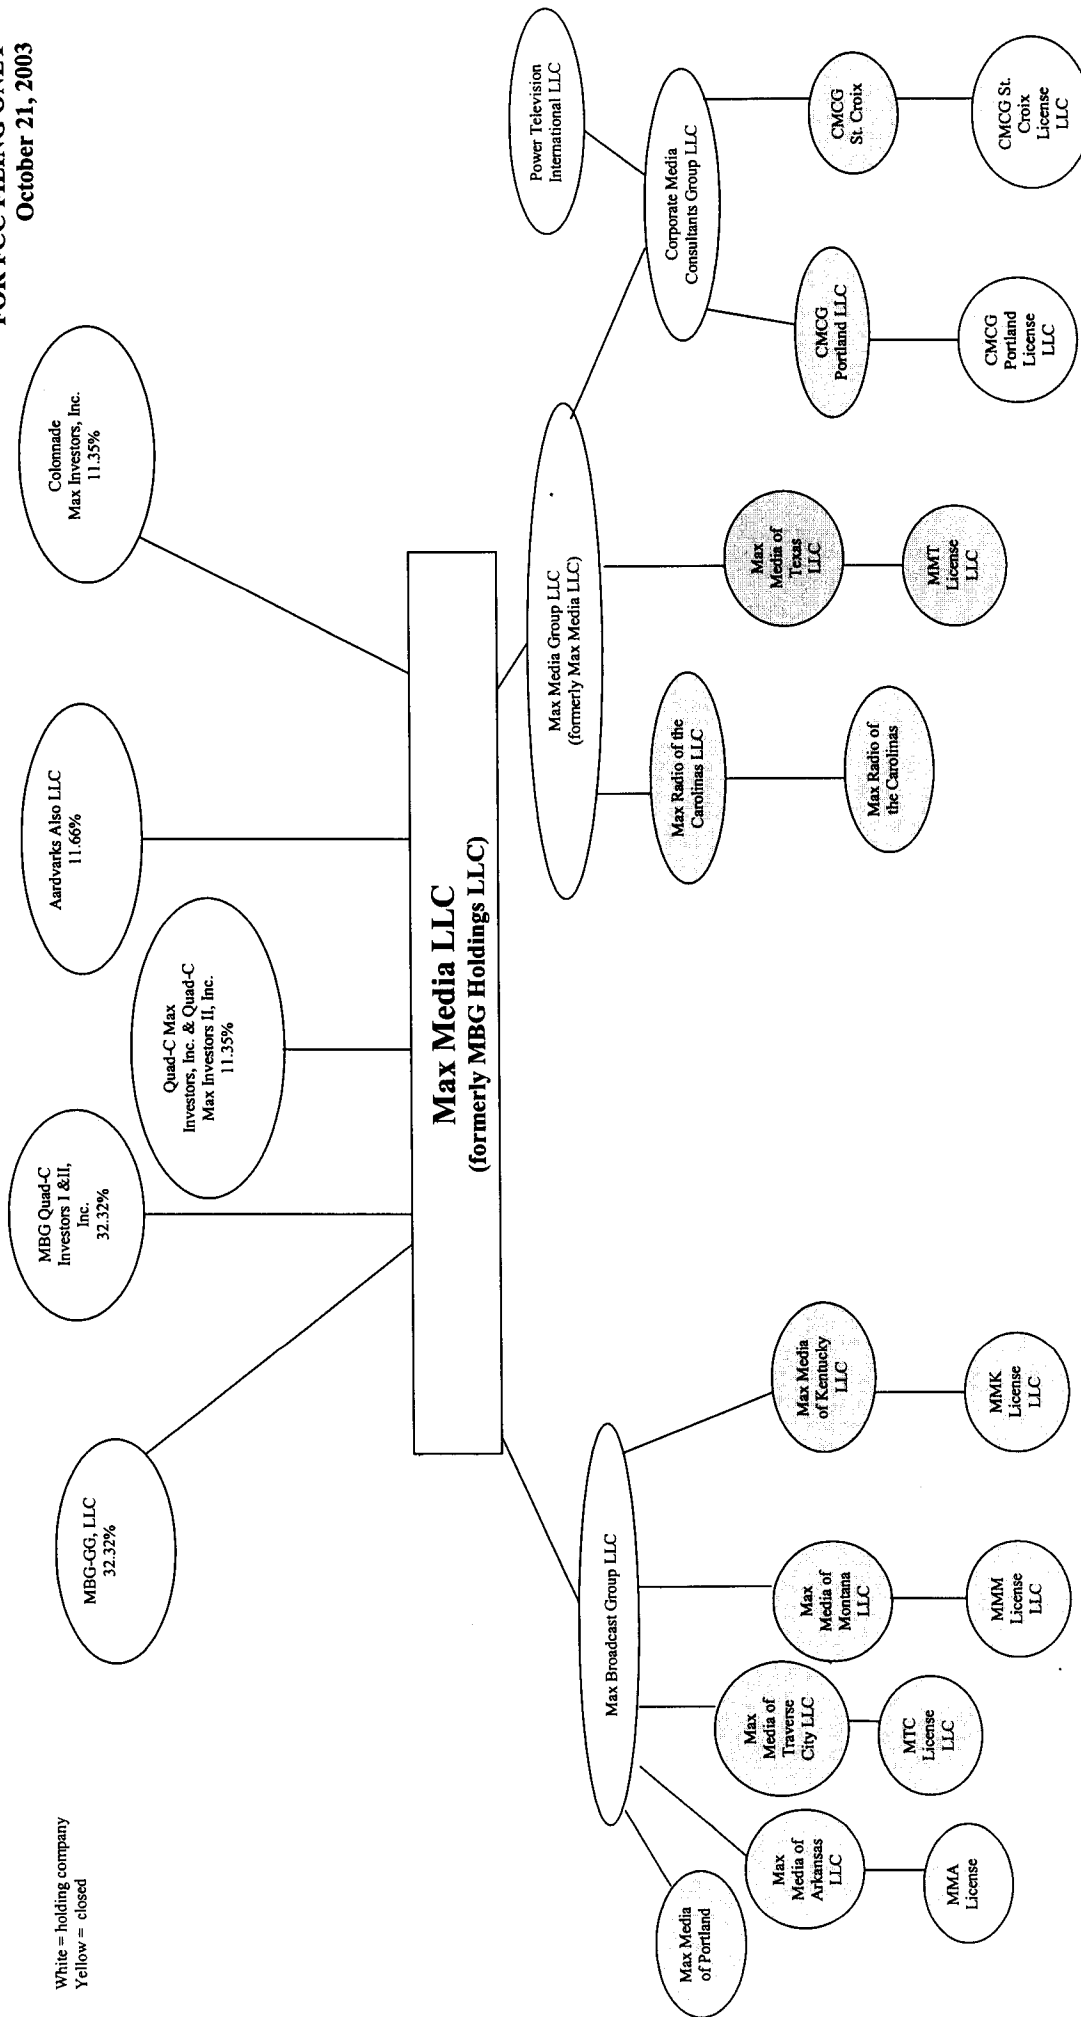 FOR FCC FILING ONLY
October 21, 2003
White = holding company
Yellow = closed
MBG-GG, LLC
32.32%
MBG Quad-C
Investors I &II,
Inc.
32.32%
Quad-C Max
Investors, Inc. & Quad-C
Max Investors II, Inc.
11.35%
Aardvarks Also LLC
11.66%
Colonnade
Max Investors, Inc.
11.35%
Max Media LLC
(formerly MBG Holdings LLC)
Max Broadcast Group LLC
Max Media
of Portland
Max
Media of
Arkansas
LLC
MMA
License
Max
Media of
Traverse
City LLC
MTC
License
LLC
Max
Media of
Montana
LLC
MMM
License
LLC
Max Media
of Kentucky
LLC
MMK
License
LLC
Max Media Group LLC
(formerly Max Media LLC)
Max Radio of the
Carolinas LLC
Max Radio of
the Carolinas
Max
Media of
Texas
LLC
MMT
License
LLC
Power Television
International LLC
Corporate Media
Consultants Group LLC
CMCG
Portland LLC
CMCG
Portland
License
LLC
CMCG
St. Croix
CMCG St.
Croix
License
LLC